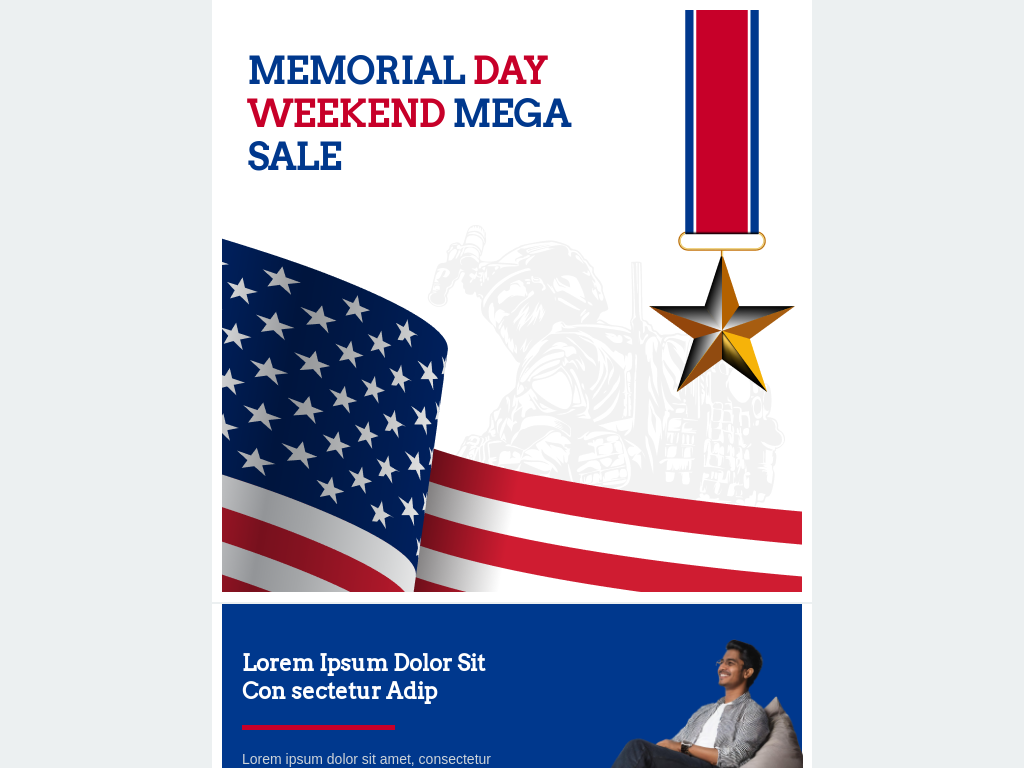 MEMORIAL DAY
WEEKEND MEGA
SALE
Lorem Ipsum Dolor Sit
Con sectetur Adip
Lorem ipsum dolor sit amet, consectetur